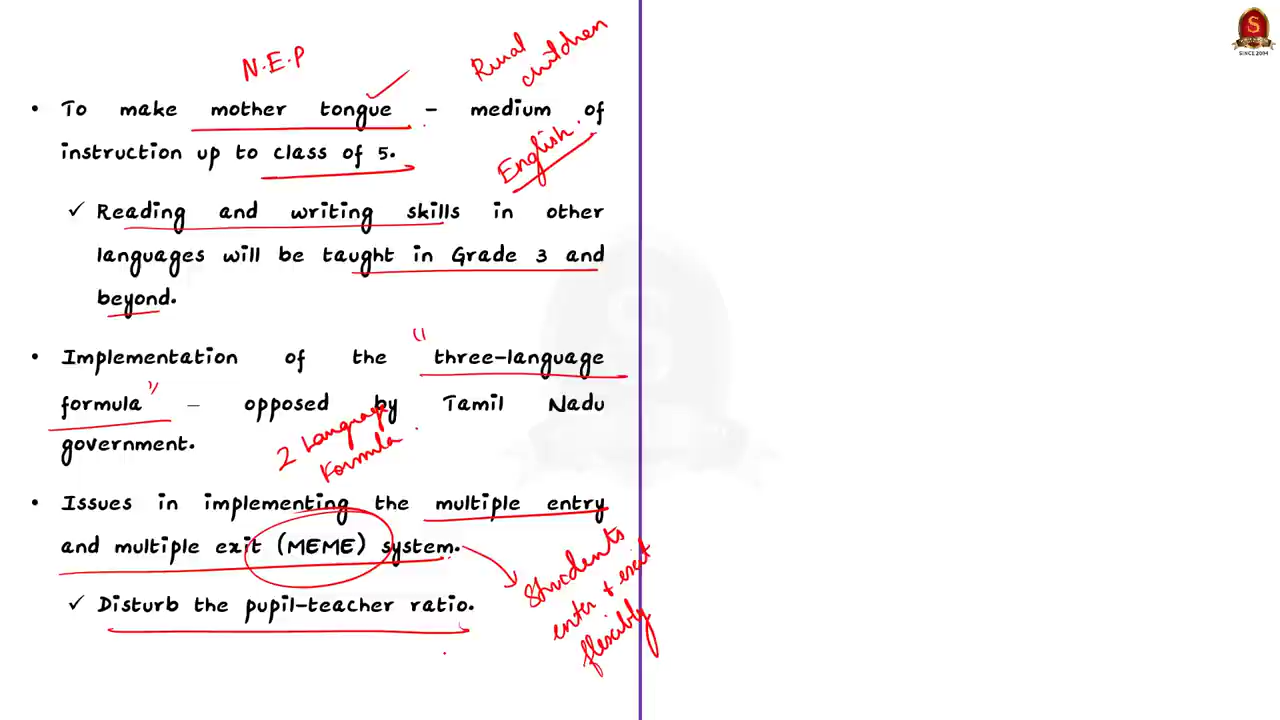 N.E.P
Rural
children
• To make mother tongue – medium of
instruction up to class of 5.
English.
✓ Reading and writing skills in other
languages will be taught in Grade 3 and
beyond.
• Implementation of the "three-language
formula" – opposed by Tamil Nadu
government.
2 Language
Formula
• Issues in implementing the multiple entry
and multiple exit (MEME) system.
Students
enter + exit
flexibly
✓ Disturb the pupil-teacher ratio.
S
SINCE 2004
S